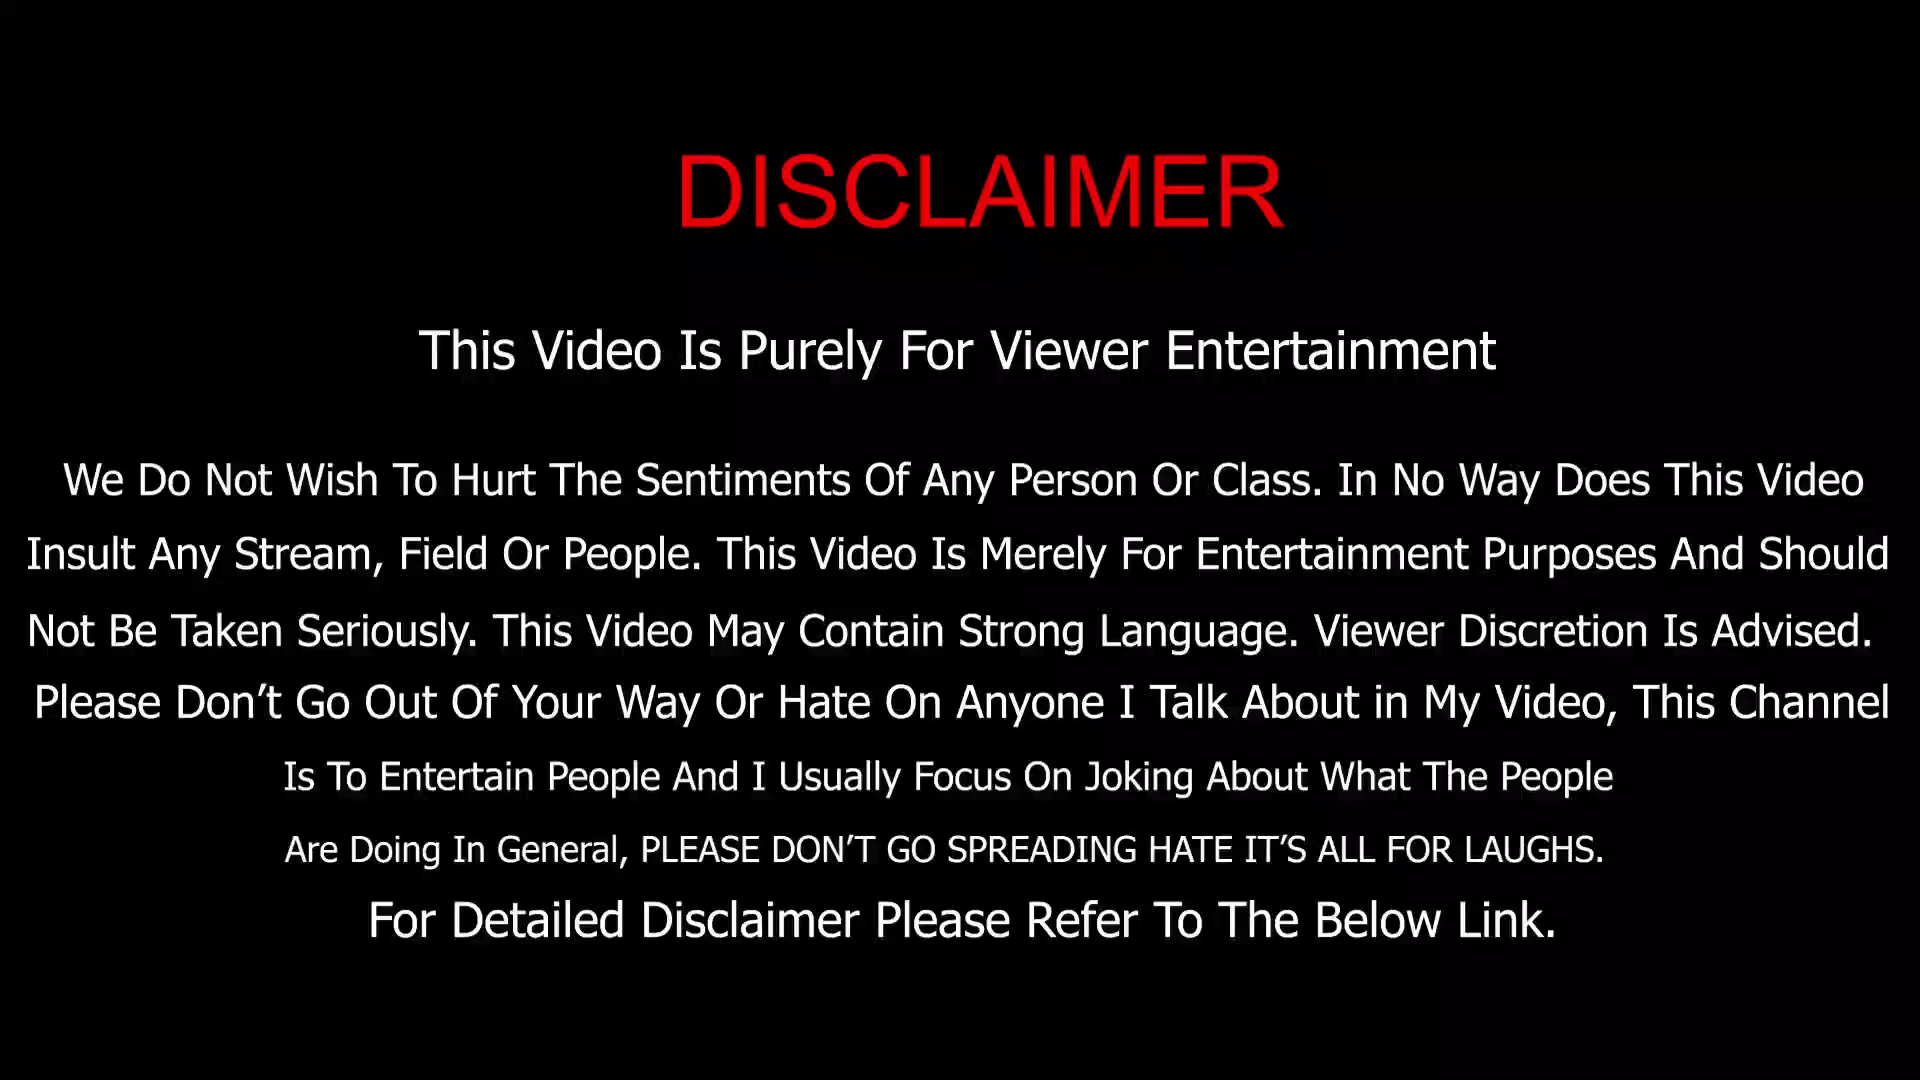 DISCLAIMER
This Video Is Purely For Viewer Entertainment
We Do Not Wish To Hurt The Sentiments Of Any Person Or Class. In No Way Does This Video
Insult Any Stream, Field Or People. This Video Is Merely For Entertainment Purposes And Should
Not Be Taken Seriously. This Video May Contain Strong Language. Viewer Discretion Is Advised.
Please Don’t Go Out Of Your Way Or Hate On Anyone I Talk About in My Video, This Channel
Is To Entertain People And I Usually Focus On Joking About What The People
Are Doing In General, PLEASE DON’T GO SPREADING HATE IT’S ALL FOR LAUGHS.
For Detailed Disclaimer Please Refer To The Below Link.